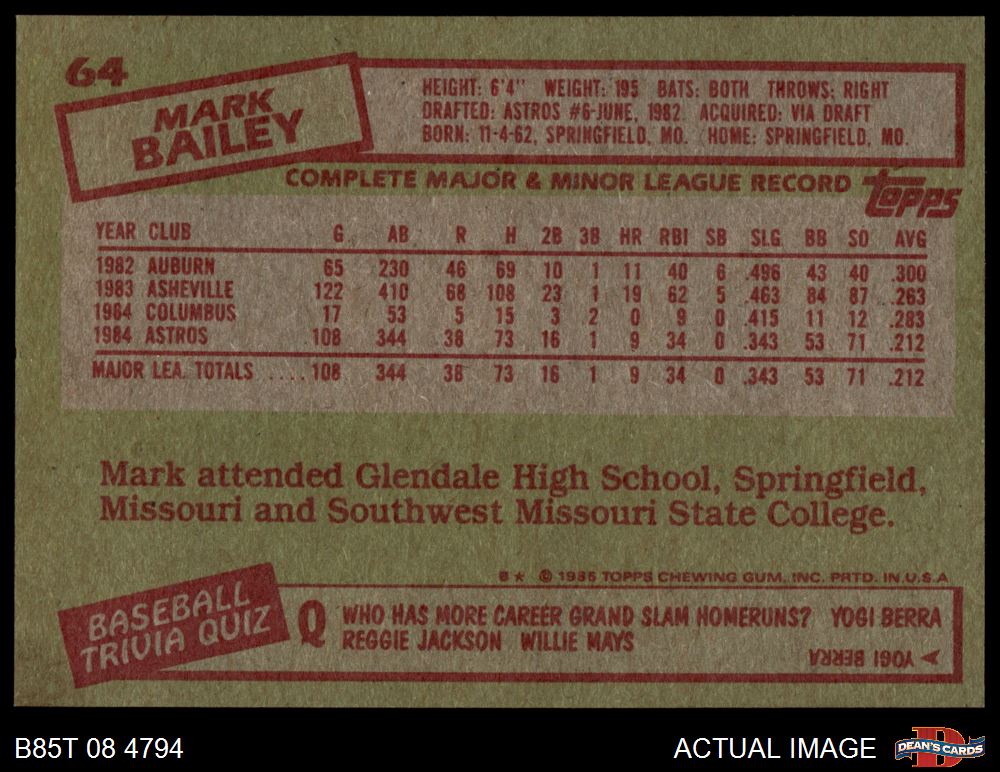 64
MARK
BAILEY
HEIGHT: 6'4" WEIGHT: 195 BATS: BOTH THROWS: RIGHT
DRAFTED: ASTROS #6-JUNE, 1982 ACQUIRED: VIA DRAFT
BORN: 11-4-62, SPRINGFIELD, MO. HOME: SPRINGFIELD, MO.
COMPLETE MAJOR & MINOR LEAGUE RECORD topps
YEAR CLUB G AB R H 2B 3B HR RBI SB SLG BB SO AVG
1982 AUBURN 65 230 46 69 10 1 11 40 6 .496 43 40 .300
1983 ASHEVILLE 122 410 68 108 23 1 19 62 5 .463 84 87 .263
1984 COLUMBUS 17 53 5 15 3 2 0 9 0 .415 11 12 .283
1984 ASTROS 108 344 38 73 16 1 9 34 0 .343 53 71 .212
MAJOR LEA. TOTALS ....108 344 38 73 16 1 9 34 0 .343 53 71 .212
Mark attended Glendale High School, Springfield,
Missouri and Southwest Missouri State College.
B★ © 1985 TOPPS CHEWING GUM, INC. PRTD. IN U.S.A
BASEBALL
TRIVIA QUIZ
Q WHO HAS MORE CAREER GRAND SLAM HOMERUNS? YOGI BERRA
REGGIE JACKSON WILLIE MAYS
A YOGI BERRA
B85T 08 4794
ACTUAL IMAGE
D
DEAN'S CARDS